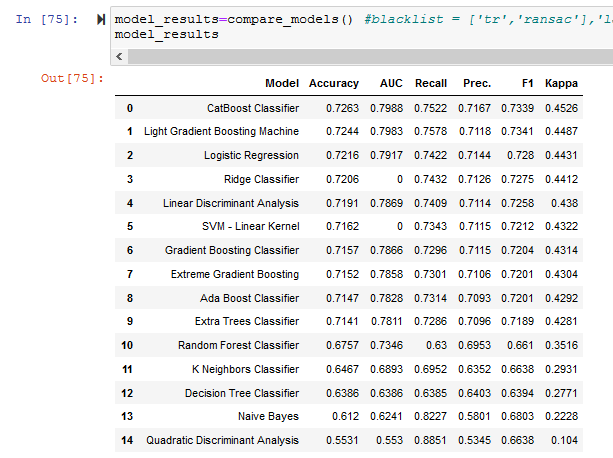 In [75]: model_results=compare_models() #blacklist = ['tr','ransac'],'l
model_results
Out[75]:
Model Accuracy AUC Recall Prec. F1 Kappa
0 CatBoost Classifier 0.7263 0.7988 0.7522 0.7167 0.7339 0.4526
1 Light Gradient Boosting Machine 0.7244 0.7983 0.7578 0.7118 0.7341 0.4487
2 Logistic Regression 0.7216 0.7917 0.7422 0.7144 0.728 0.4431
3 Ridge Classifier 0.7206 0 0.7432 0.7126 0.7275 0.4412
4 Linear Discriminant Analysis 0.7191 0.7869 0.7409 0.7114 0.7258 0.438
5 SVM - Linear Kernel 0.7162 0 0.7343 0.7115 0.7212 0.4322
6 Gradient Boosting Classifier 0.7157 0.7866 0.7296 0.7115 0.7204 0.4314
7 Extreme Gradient Boosting 0.7152 0.7858 0.7301 0.7106 0.7201 0.4304
8 Ada Boost Classifier 0.7147 0.7828 0.7314 0.7093 0.7201 0.4292
9 Extra Trees Classifier 0.7141 0.7811 0.7286 0.7096 0.7189 0.4281
10 Random Forest Classifier 0.6757 0.7346 0.63 0.6953 0.661 0.3516
11 K Neighbors Classifier 0.6467 0.6893 0.6952 0.6352 0.6638 0.2931
12 Decision Tree Classifier 0.6386 0.6386 0.6385 0.6403 0.6394 0.2771
13 Naive Bayes 0.612 0.6241 0.8227 0.5801 0.6803 0.2228
14 Quadratic Discriminant Analysis 0.5531 0.553 0.8851 0.5345 0.6638 0.104